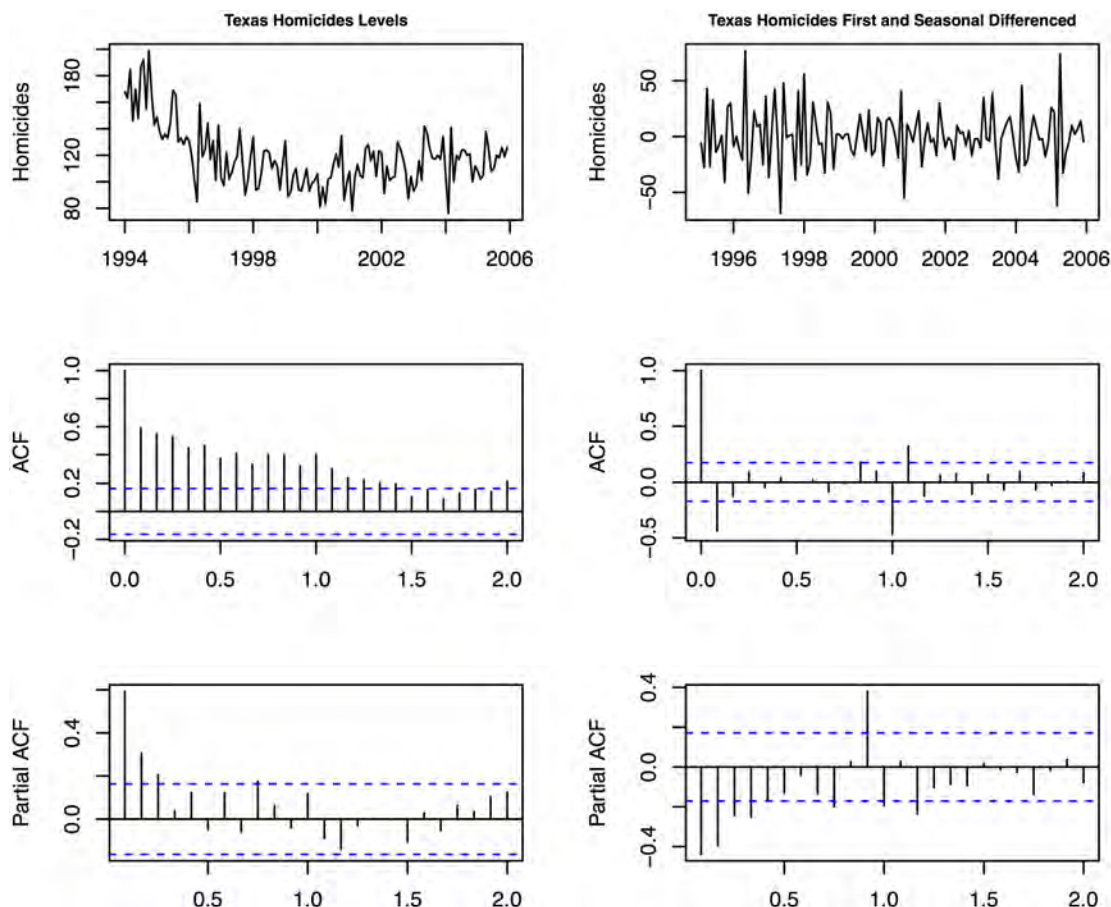 Texas Homicides Levels
Homicides
180
120
80
1994 1998 2002 2006
Texas Homicides First and Seasonal Differenced
Homicides
50
0
−50
1996 1998 2000 2002 2004 2006
ACF
1.0
0.6
0.2
−0.2
0.0 0.5 1.0 1.5 2.0
ACF
1.0
0.5
0.0
−0.5
0.0 0.5 1.0 1.5 2.0
Partial ACF
0.4
0.0
0.5 1.0 1.5 2.0
Partial ACF
0.4
0.0
−0.4
0.5 1.0 1.5 2.0